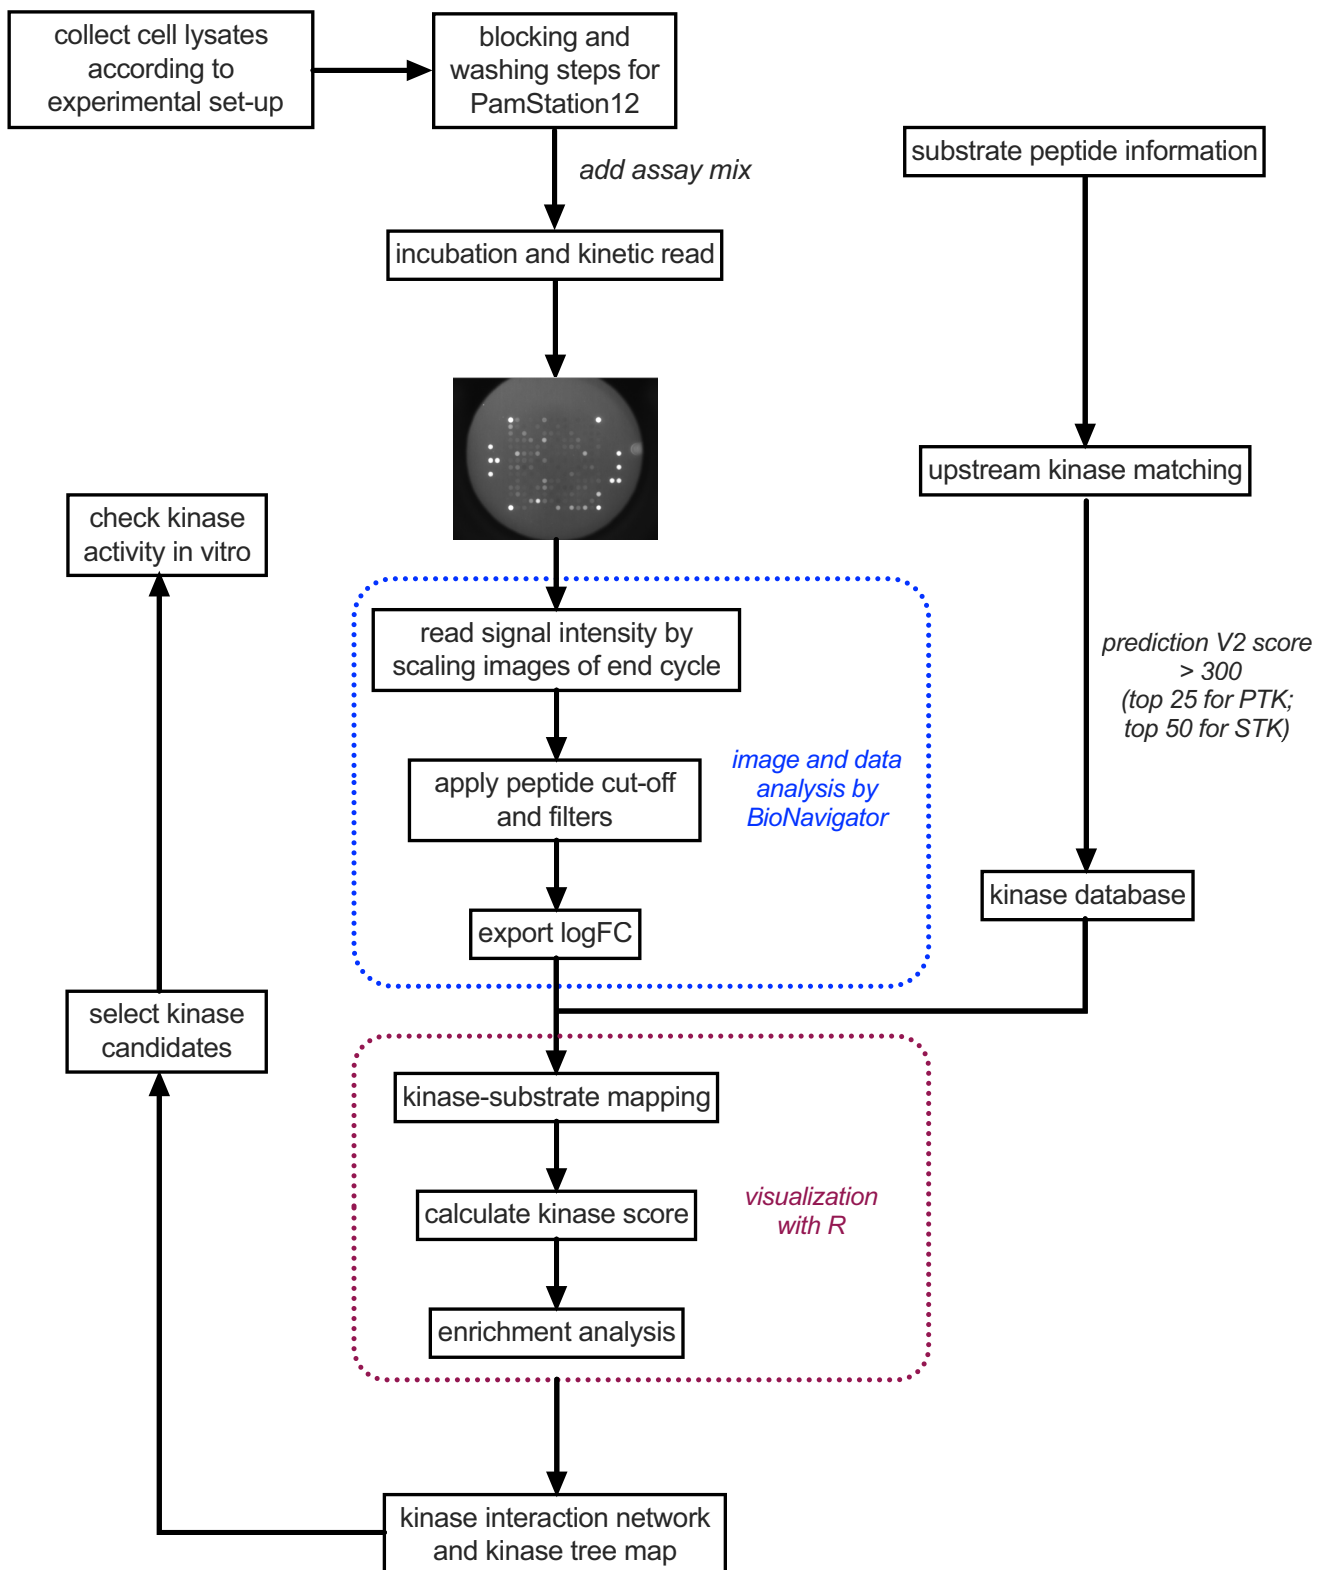 collect cell lysates
according to
experimental set-up
blocking and
washing steps for
PamStation12
add assay mix
incubation and kinetic read
substrate peptide information
upstream kinase matching
prediction V2 score
> 300
(top 25 for PTK;
top 50 for STK)
kinase database
read signal intensity by
scaling images of end cycle
apply peptide cut-off
and filters
export logFC
image and data
analysis by
BioNavigator
kinase-substrate mapping
calculate kinase score
enrichment analysis
visualization
with R
kinase interaction network
and kinase tree map
select kinase
candidates
check kinase
activity in vitro